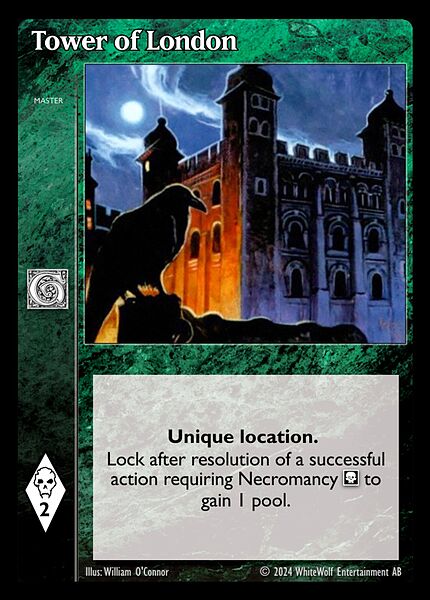 Tower of London
MASTER
Unique location.
Lock after resolution of a successful
action requiring Necromancy to
gain 1 pool.
2
Illus: William O'Connor
© 2024 WhiteWolf Entertainment AB